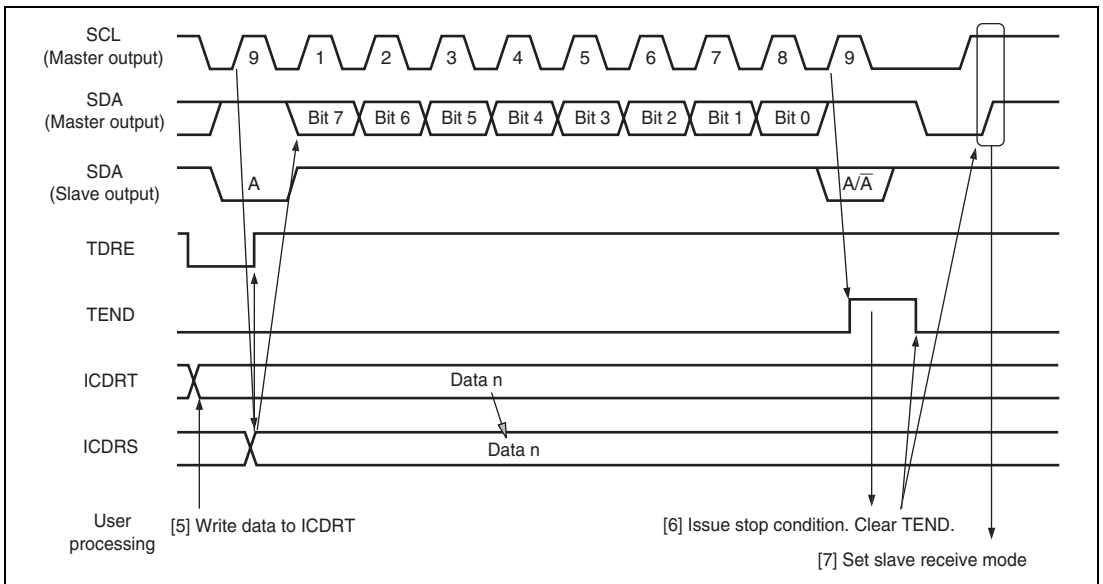 SCL
(Master output)
9 1 2 3 4 5 6 7 8 9
SDA
(Master output)
Bit 7 Bit 6 Bit 5 Bit 4 Bit 3 Bit 2 Bit 1 Bit 0
SDA
(Slave output)
A A/A̅
TDRE
TEND
ICDRT
Data n
ICDRS
Data n
User
processing
[5] Write data to ICDRT
[6] Issue stop condition. Clear TEND.
[7] Set slave receive mode